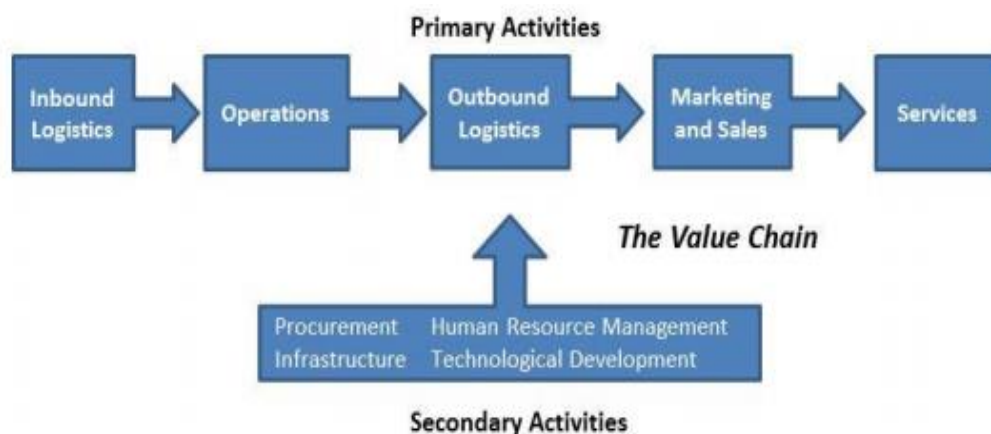 Primary Activities
Inbound
Logistics
Operations
Outbound
Logistics
Marketing
and Sales
Services
The Value Chain
Procurement Human Resource Management
Infrastructure Technological Development
Secondary Activities